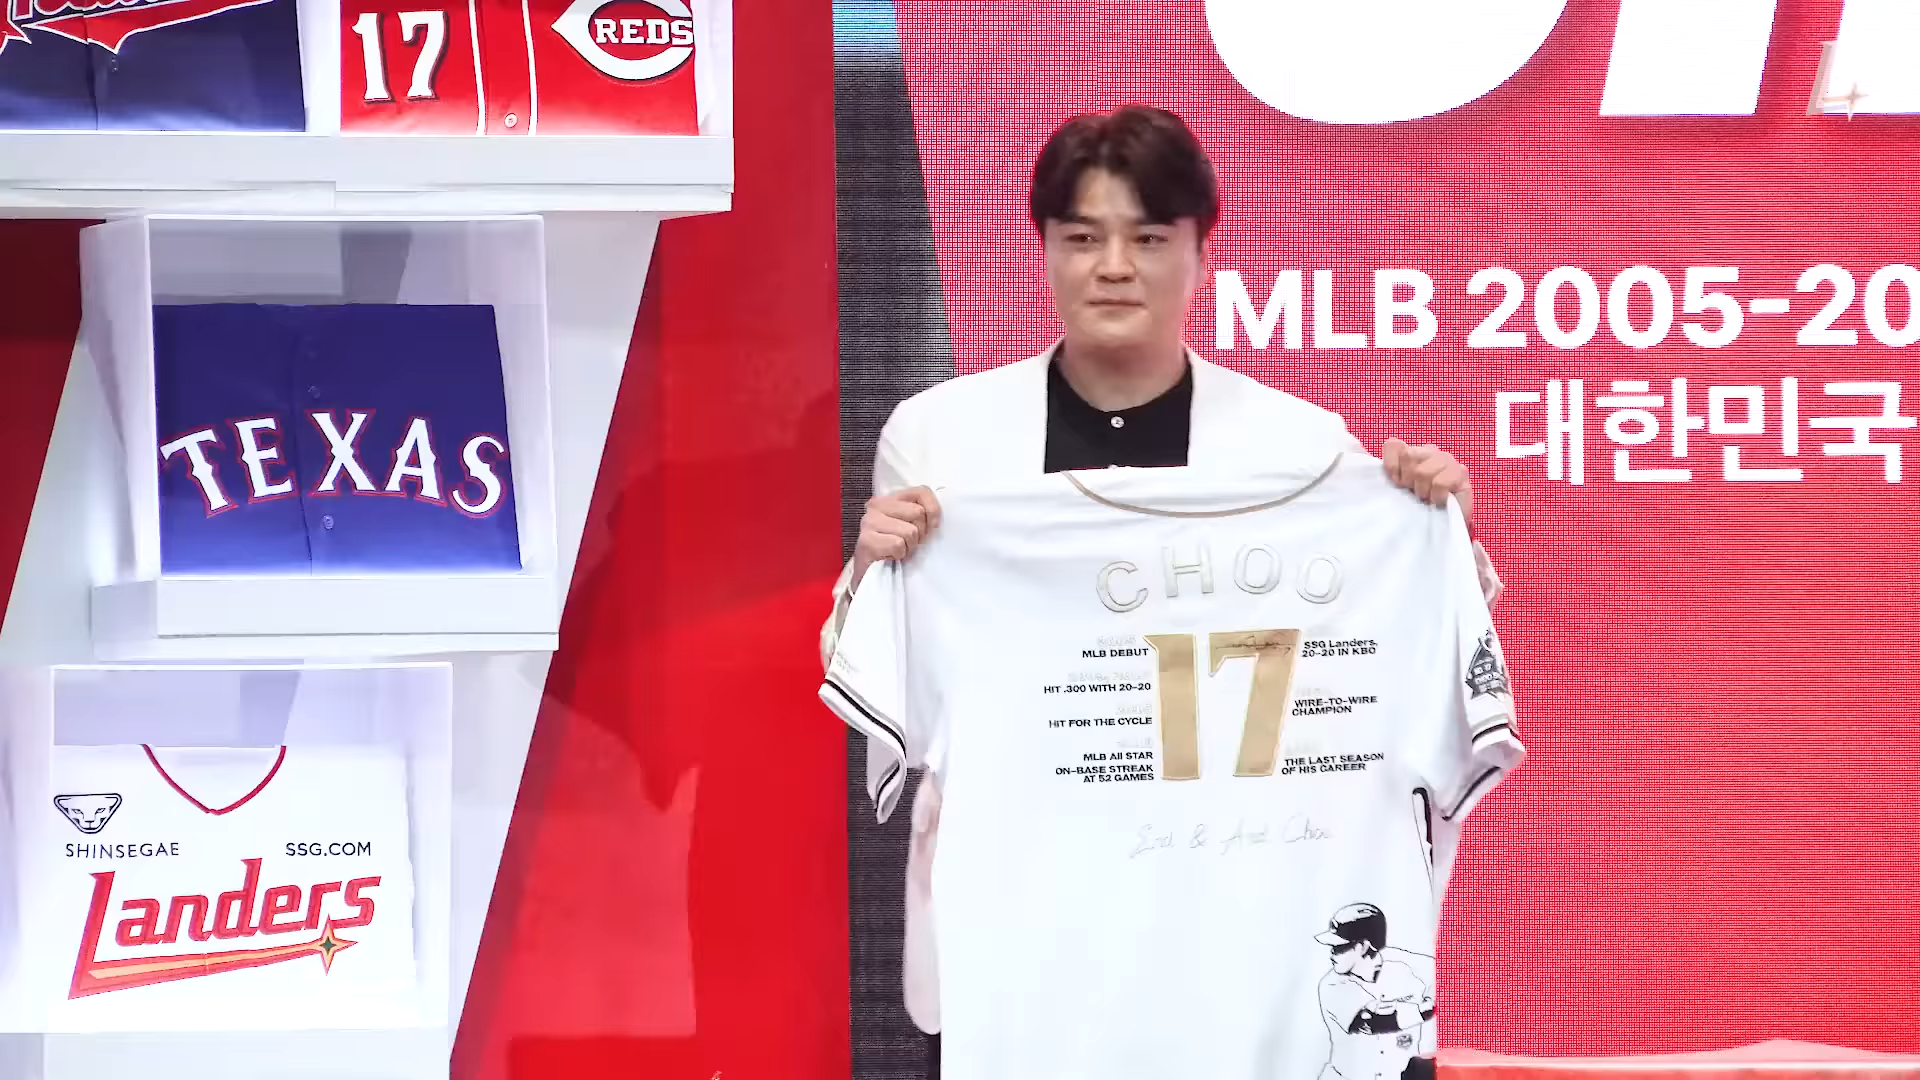 17
REDS
TEXAS
SHINSEGAE
SSG.COM
Landers
MLB 2005-20
대한민국
CHOO
17
MLB DEBUT
HIT .300 WITH 20-20
HIT FOR THE CYCLE
MLB All STAR
ON-BASE STREAK
AT 52 GAMES
SSG Landers,
20-20 IN KBO
WIRE-TO-WIRE
CHAMPION
THE LAST SEASON
OF HIS CAREER